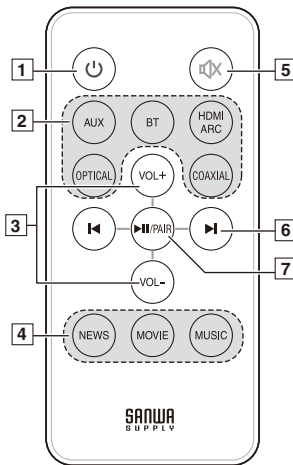 1
5
2
AUX
BT
HDMI
ARC
OPTICAL
VOL+
COAXIAL
3
▶II/PAIR
6
7
VOL-
4
NEWS
MOVIE
MUSIC
SANWA
SUPPLY